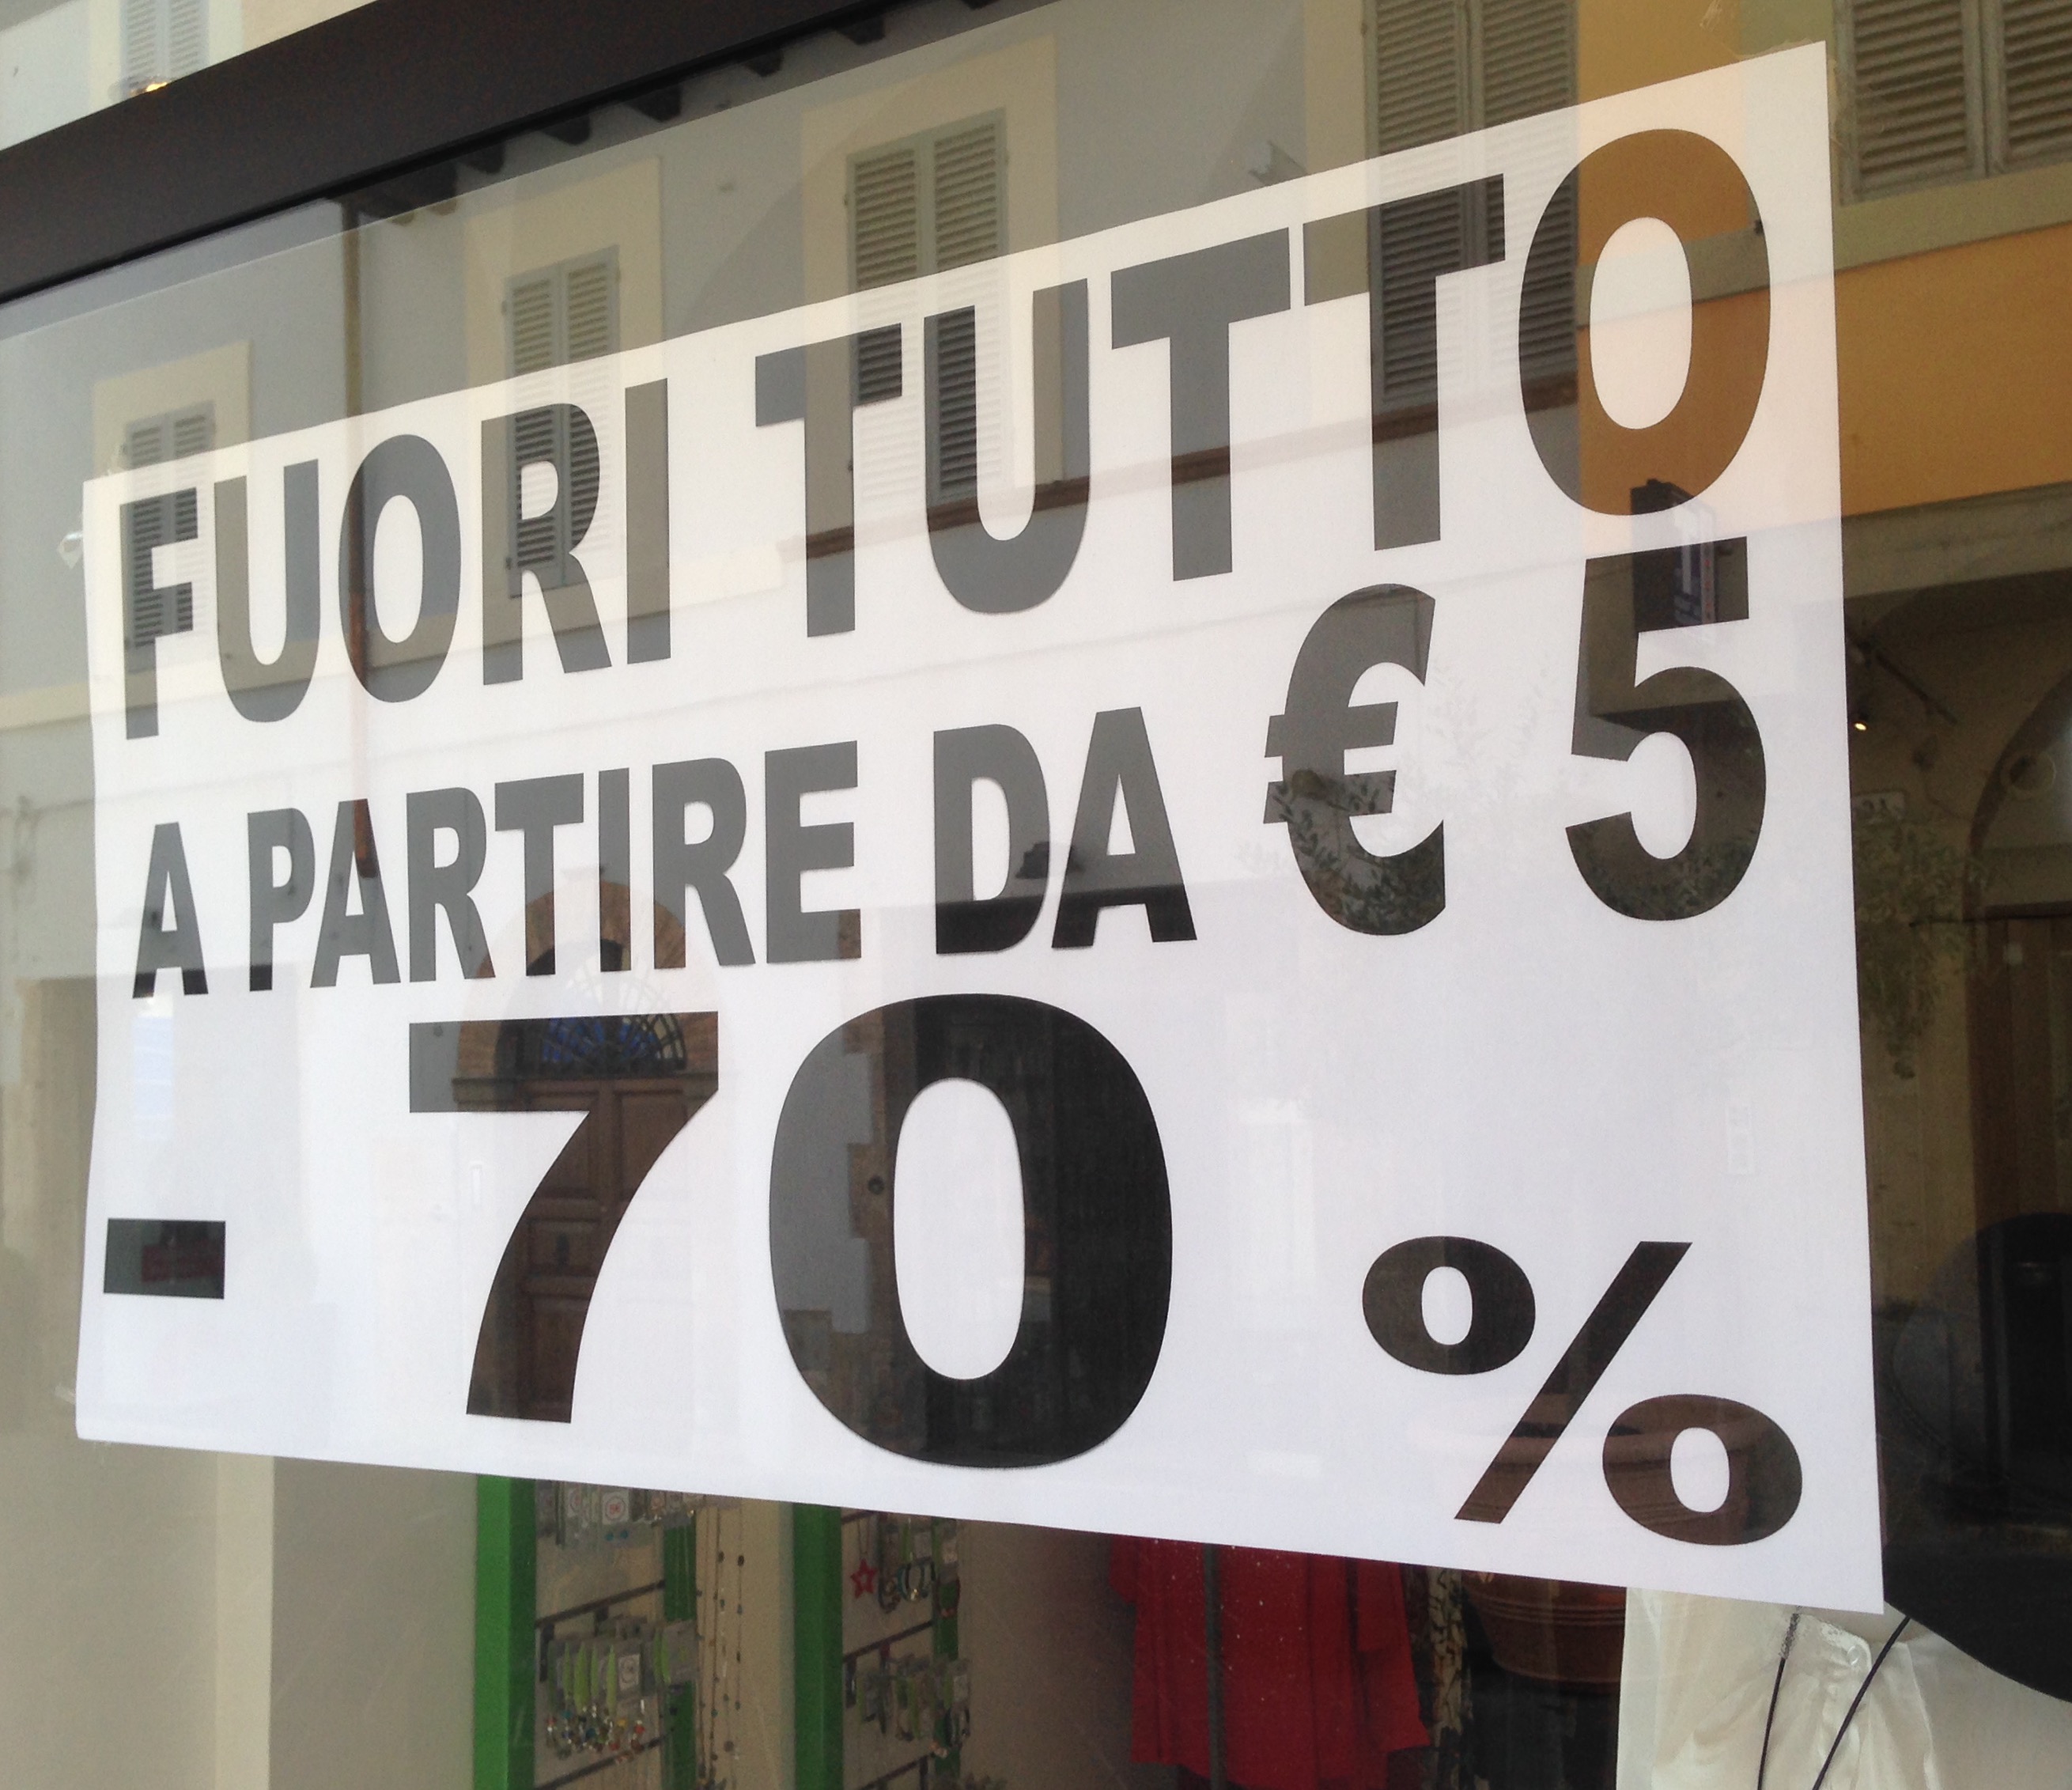 FUORI TUTTO
A PARTIRE DA € 5
- 70 %